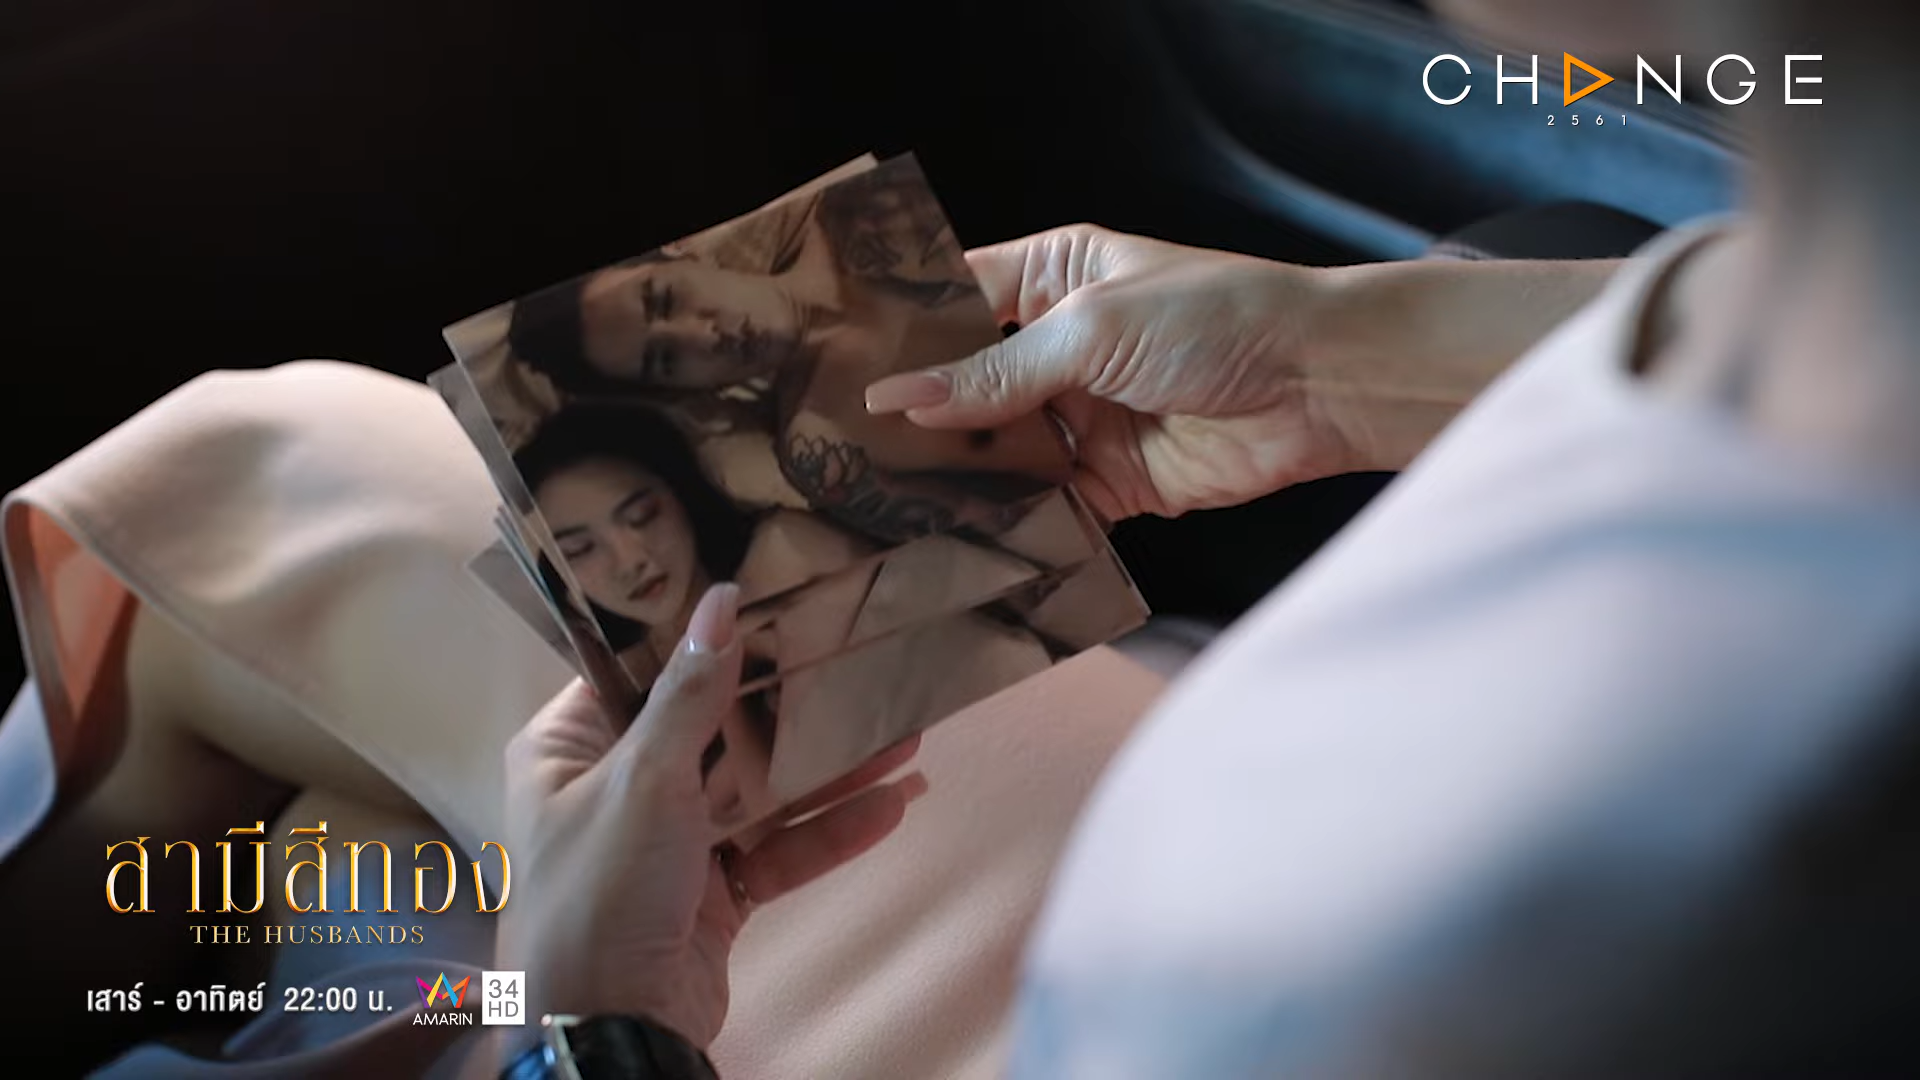 CHANGE
2561
สามีสีทอง
THE HUSBANDS
เสาร์ - อาทิตย์ 22:00 น.
AMARIN
34
HD